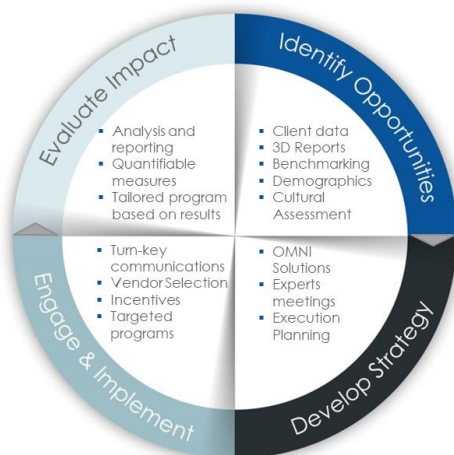 Evaluate Impact
Identify Opportunities
▪ Analysis and
reporting
▪ Quantifiable
measures
▪ Tailored program
based on results
▪ Client data
▪ 3D Reports
▪ Benchmarking
▪ Demographics
▪ Cultural
Assessment
▪ Turn-key
communications
▪ Vendor Selection
▪ Incentives
▪ Targeted
programs
▪ OMNI
Solutions
▪ Experts
meetings
▪ Execution
Planning
Engage & Implement
Develop Strategy